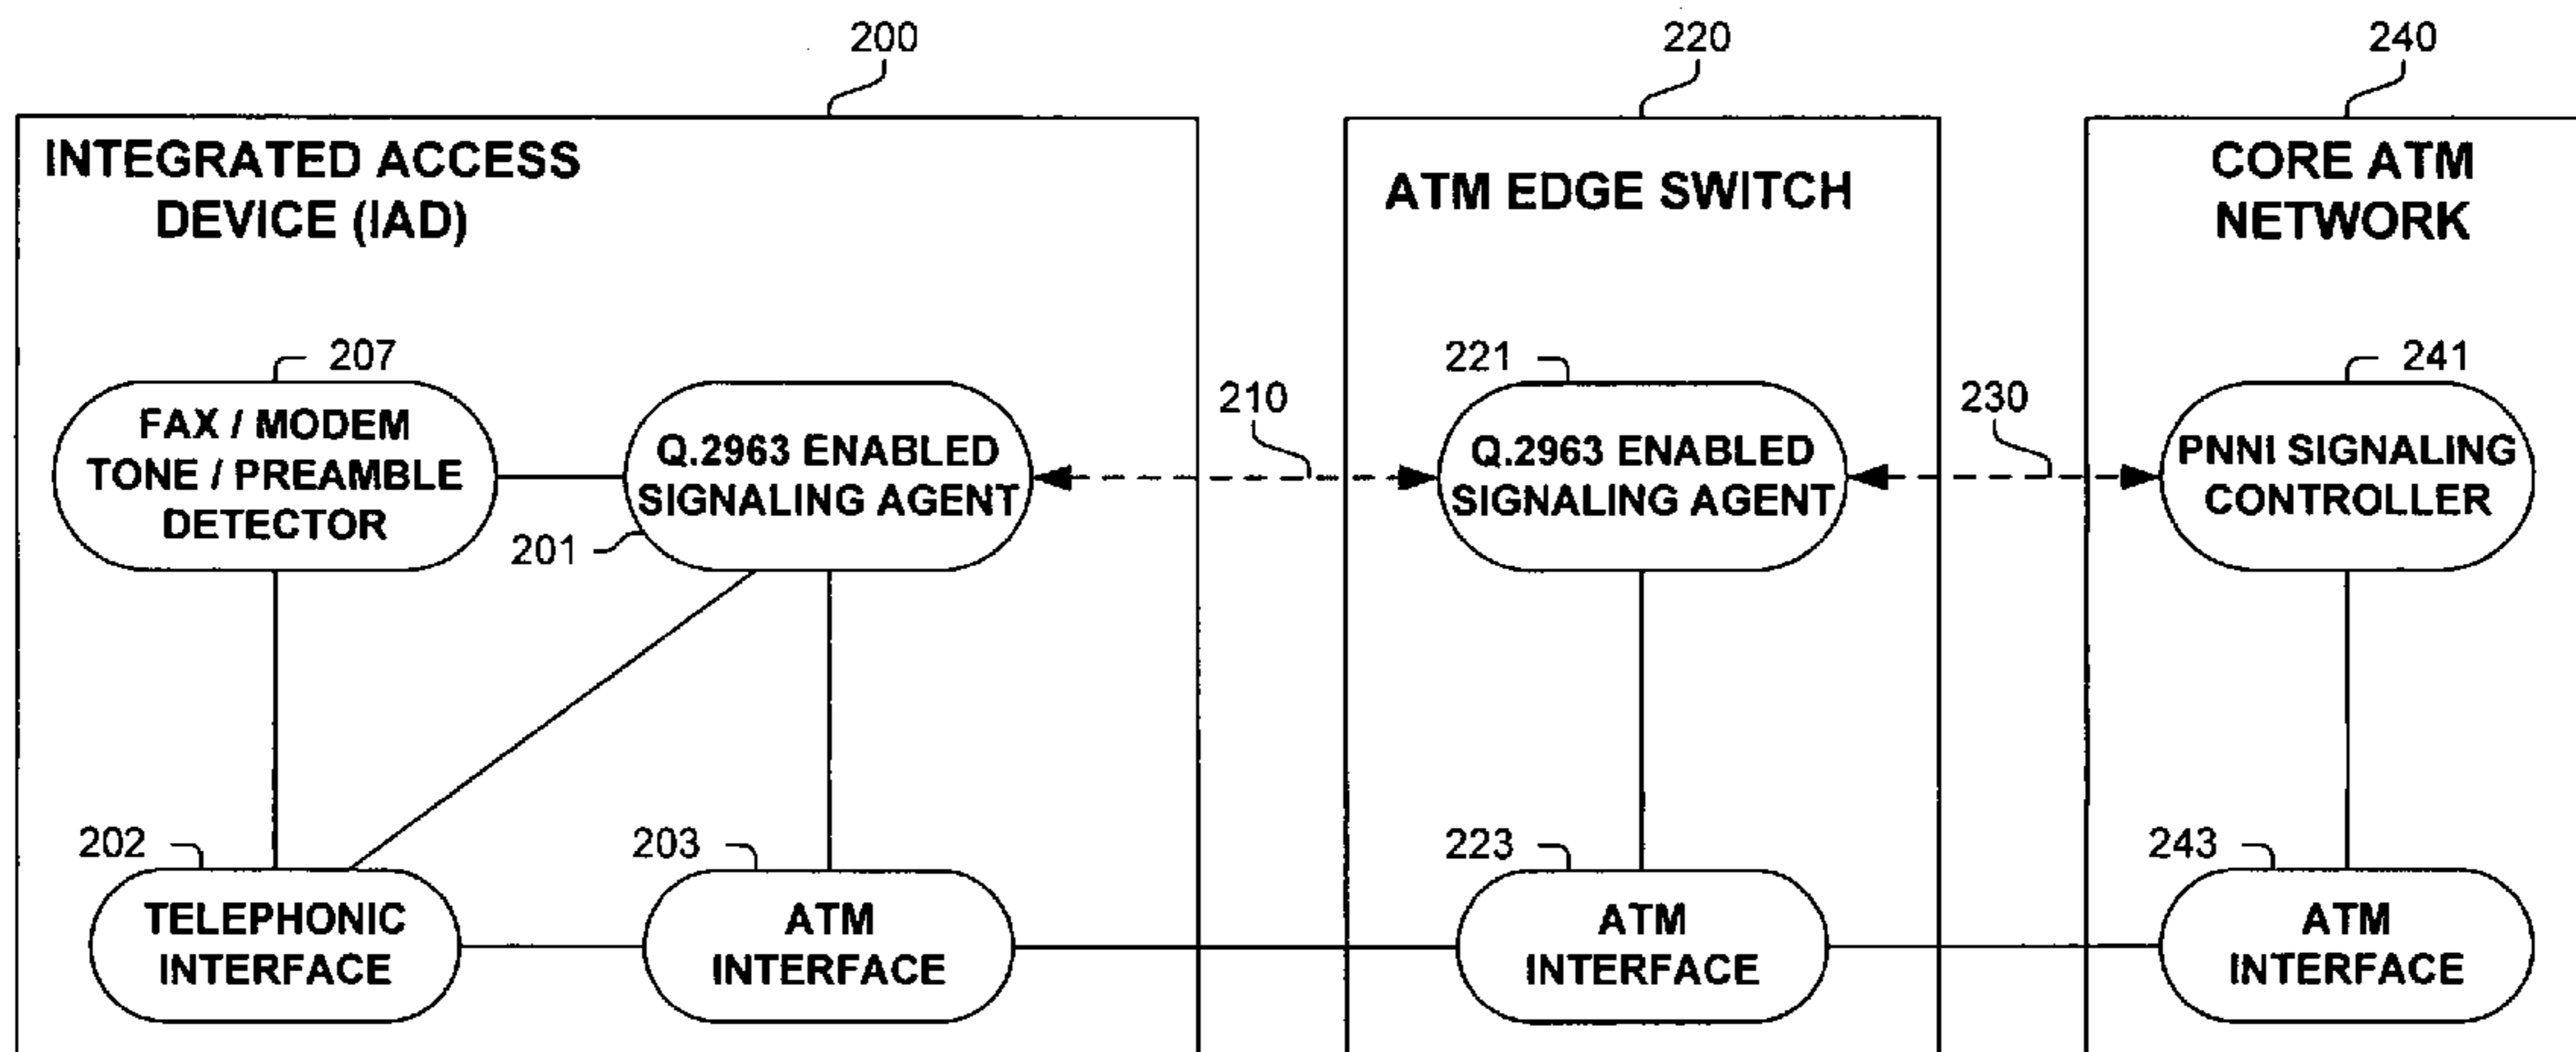 200
220
240
INTEGRATED ACCESS
DEVICE (IAD)
ATM EDGE SWITCH
CORE ATM
NETWORK
207
FAX / MODEM
TONE / PREAMBLE
DETECTOR
201
Q.2963 ENABLED
SIGNALING AGENT
210
221
Q.2963 ENABLED
SIGNALING AGENT
230
241
PNNI SIGNALING
CONTROLLER
202
TELEPHONIC
INTERFACE
203
ATM
INTERFACE
223
ATM
INTERFACE
243
ATM
INTERFACE